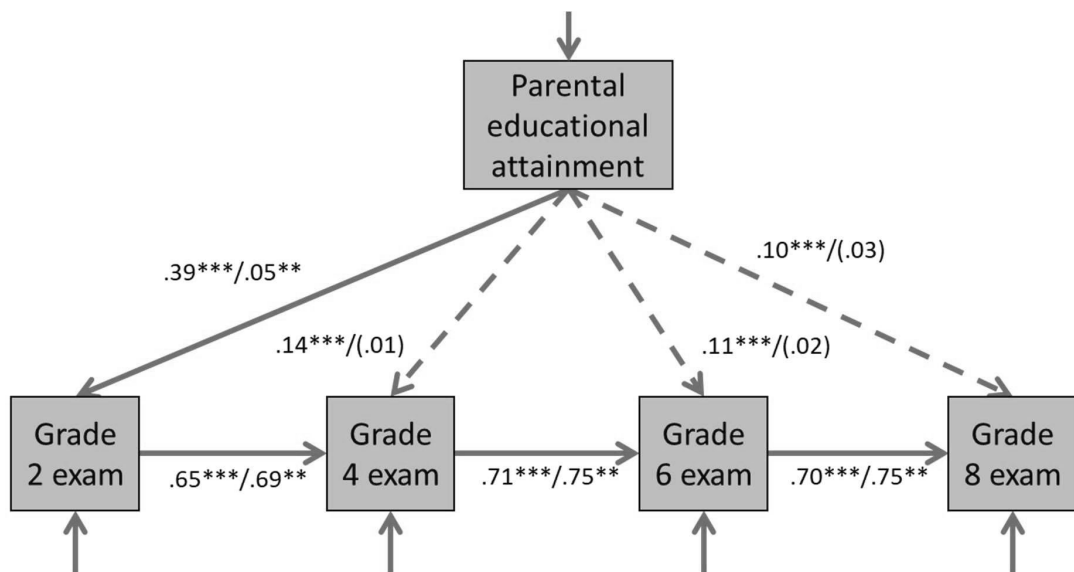 Parental
educational
attainment
.39***/.05**
.10***/(.03)
.14***/(.01)
.11***/(.02)
Grade
2 exam
.65***/.69**
Grade
4 exam
.71***/.75**
Grade
6 exam
.70***/.75**
Grade
8 exam